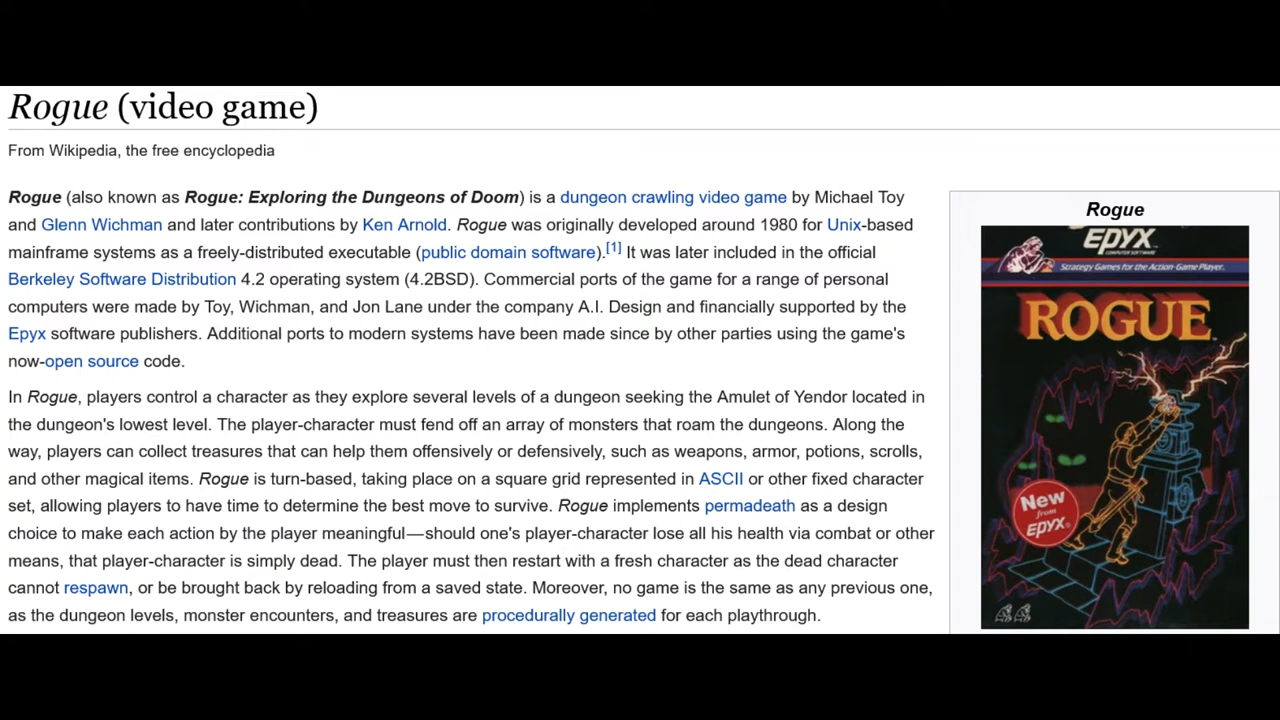 Rogue (video game)
From Wikipedia, the free encyclopedia
Rogue (also known as Rogue: Exploring the Dungeons of Doom) is a dungeon crawling video game by Michael Toy
and Glenn Wichman and later contributions by Ken Arnold. Rogue was originally developed around 1980 for Unix-based
mainframe systems as a freely-distributed executable (public domain software).[1] It was later included in the official
Berkeley Software Distribution 4.2 operating system (4.2BSD). Commercial ports of the game for a range of personal
computers were made by Toy, Wichman, and Jon Lane under the company A.I. Design and financially supported by the
Epyx software publishers. Additional ports to modern systems have been made since by other parties using the game's
now-open source code.
In Rogue, players control a character as they explore several levels of a dungeon seeking the Amulet of Yendor located in
the dungeon's lowest level. The player-character must fend off an array of monsters that roam the dungeons. Along the
way, players can collect treasures that can help them offensively or defensively, such as weapons, armor, potions, scrolls,
and other magical items. Rogue is turn-based, taking place on a square grid represented in ASCII or other fixed character
set, allowing players to have time to determine the best move to survive. Rogue implements permadeath as a design
choice to make each action by the player meaningful—should one's player-character lose all his health via combat or other
means, that player-character is simply dead. The player must then restart with a fresh character as the dead character
cannot respawn, or be brought back by reloading from a saved state. Moreover, no game is the same as any previous one,
as the dungeon levels, monster encounters, and treasures are procedurally generated for each playthrough.
Rogue
EPYX
COMPUTER SOFTWARE
Strategy Games for the Action-Game Player.
ROGUE
New
from
EPYX